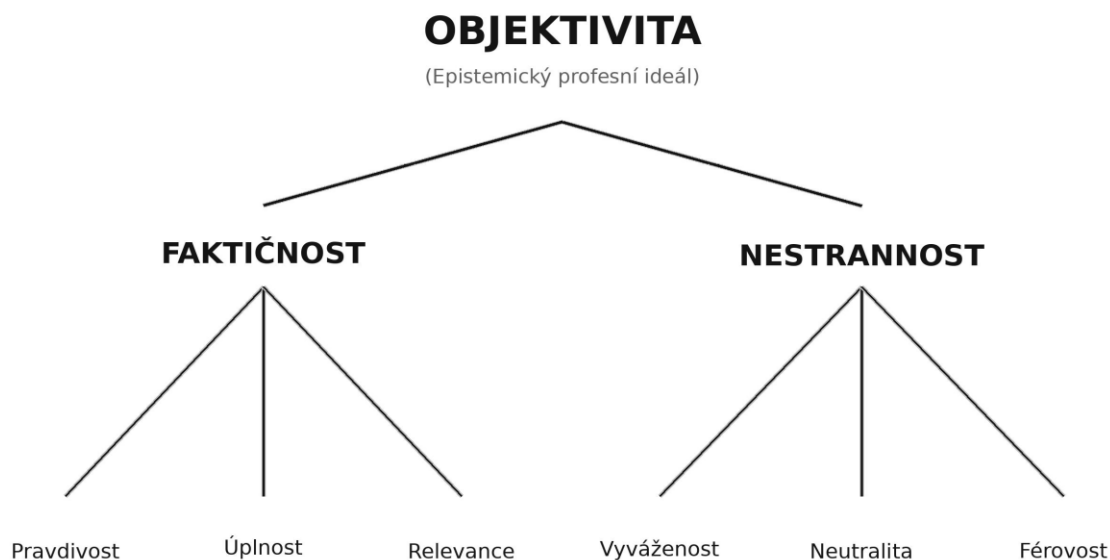 OBJEKTIVITA
(Epistemický profesní ideál)
FAKTIČNOST
NESTRANNOST
Pravdivost
Úplnost
Relevance
Vyváženost
Neutralita
Férovost